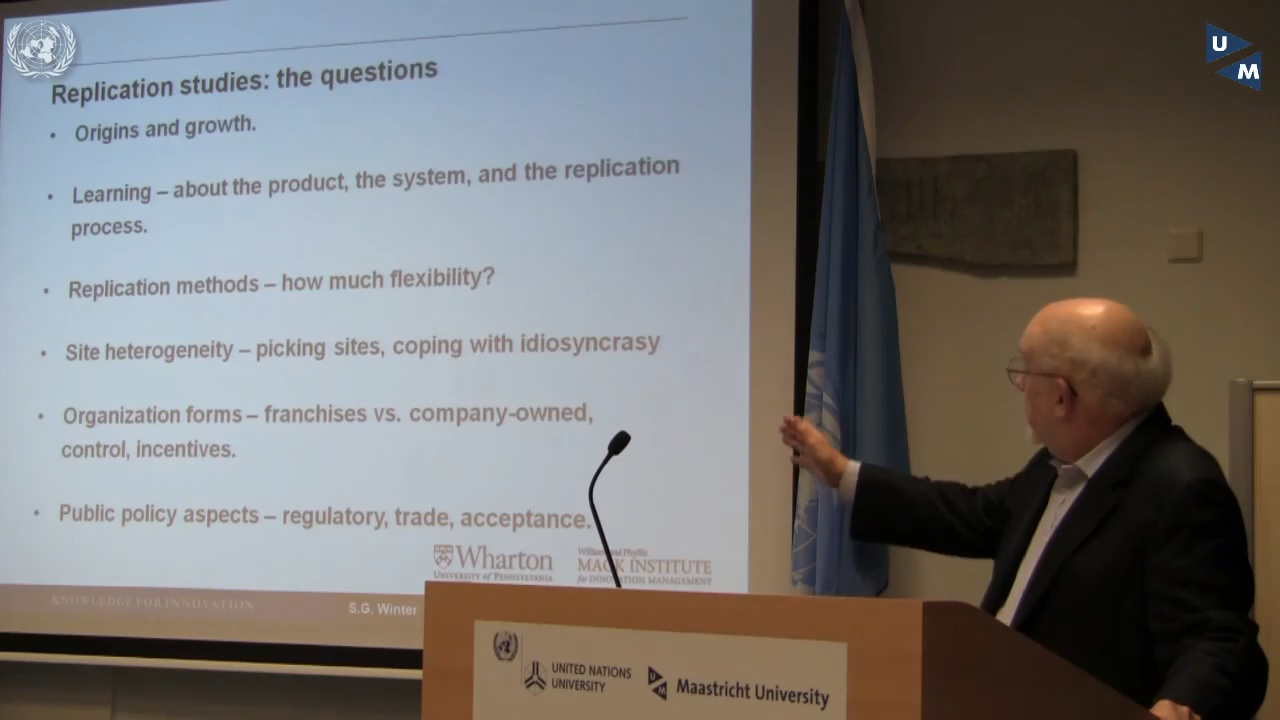 Replication studies: the questions
• Origins and growth.
• Learning – about the product, the system, and the replication
process.
• Replication methods – how much flexibility?
• Site heterogeneity – picking sites, coping with idiosyncrasy
• Organization forms – franchises vs. company-owned,
control, incentives.
• Public policy aspects – regulatory, trade, acceptance.
Wharton
UNIVERSITY of PENNSYLVANIA
William and Phyllis
MACK INSTITUTE
for INNOVATION MANAGEMENT
KNOWLEDGE FOR INNOVATION
S.G. Winter
U
M
UNITED NATIONS
UNIVERSITY
U
M
Maastricht University